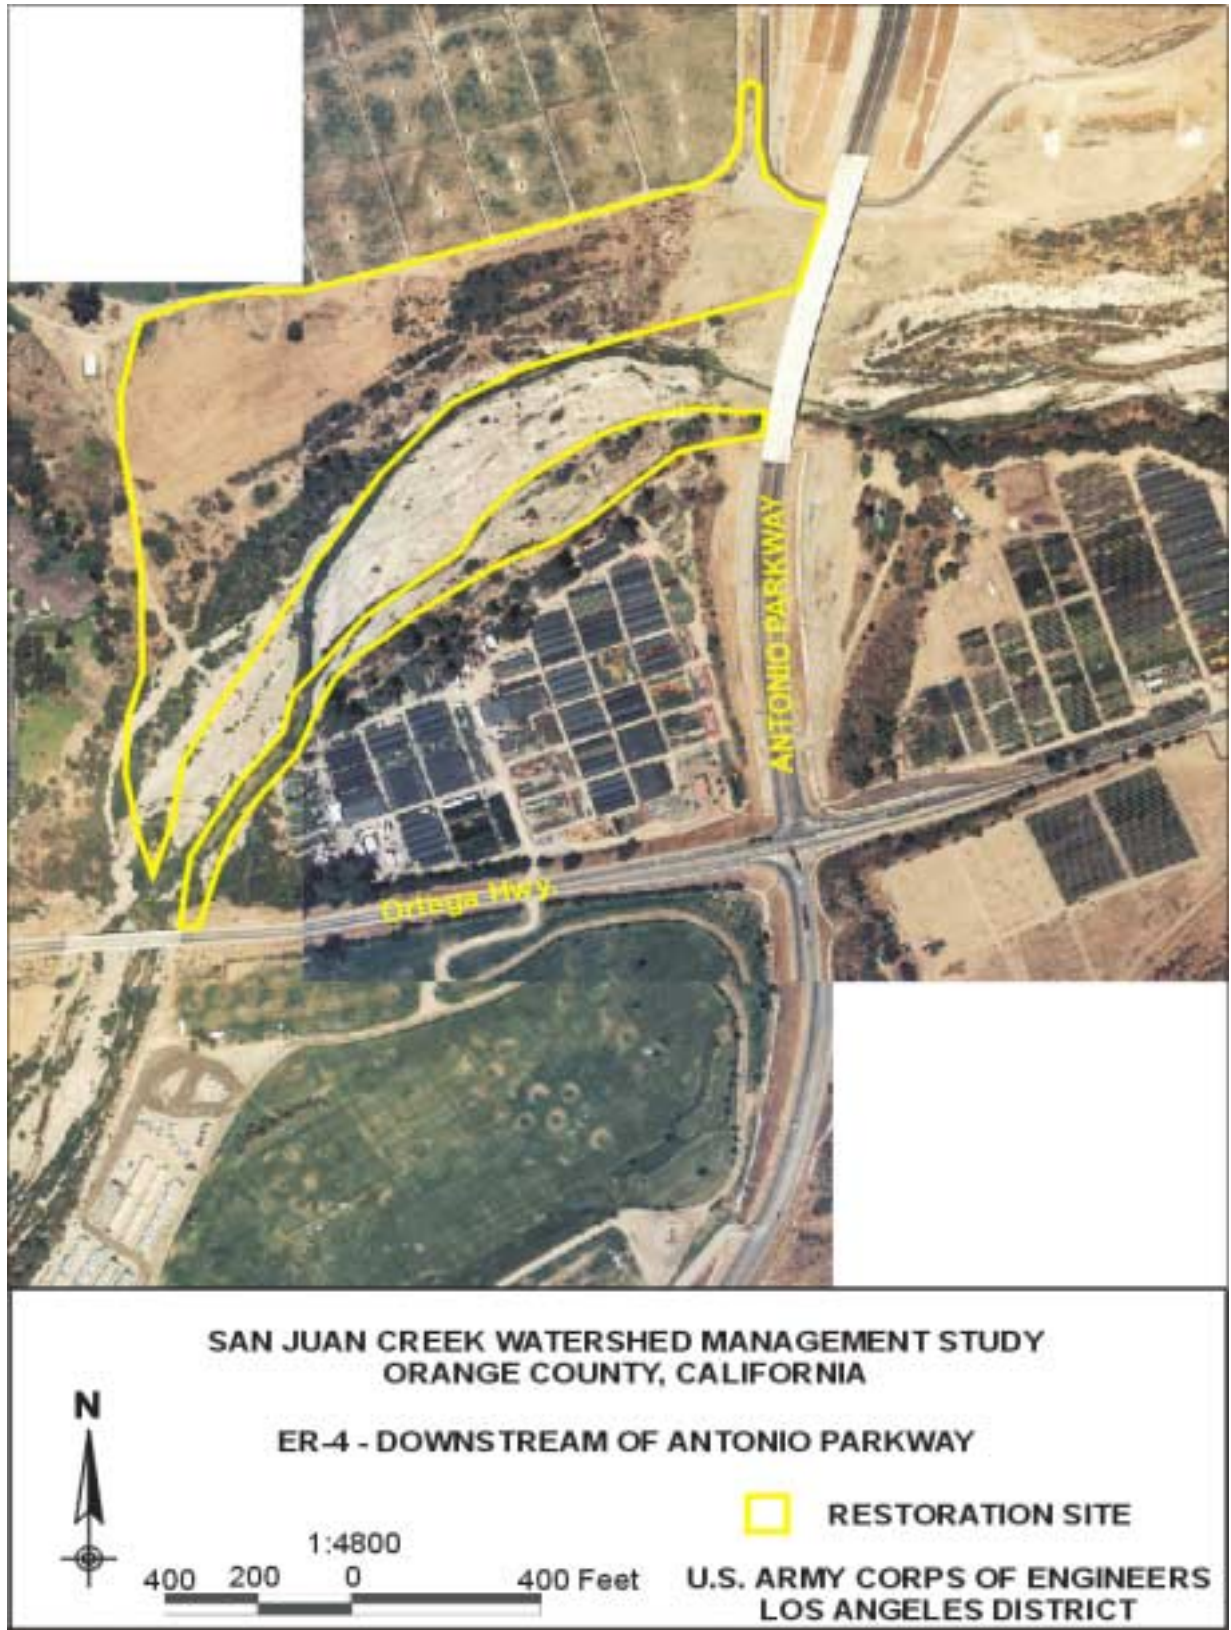 ANTONIO PARKWAY
Ortega Hwy.
SAN JUAN CREEK WATERSHED MANAGEMENT STUDY
ORANGE COUNTY, CALIFORNIA
N
ER-4 - DOWNSTREAM OF ANTONIO PARKWAY
RESTORATION SITE
1:4800
400 200 0 400 Feet
U.S. ARMY CORPS OF ENGINEERS
LOS ANGELES DISTRICT